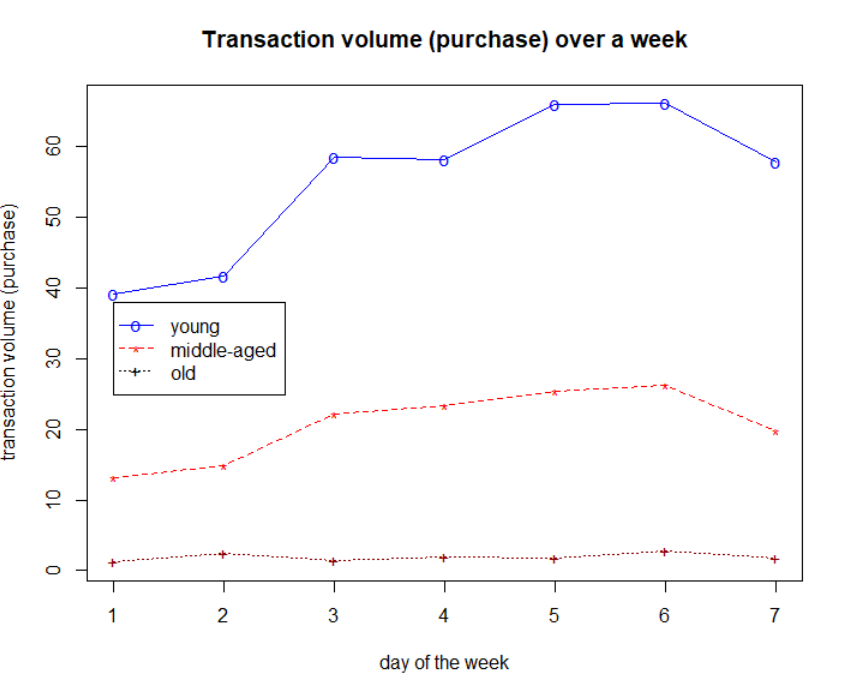 Transaction volume (purchase) over a week
transaction volume (purchase)
60
50
40
30
20
10
0
young
middle-aged
old
1 2 3 4 5 6 7
day of the week